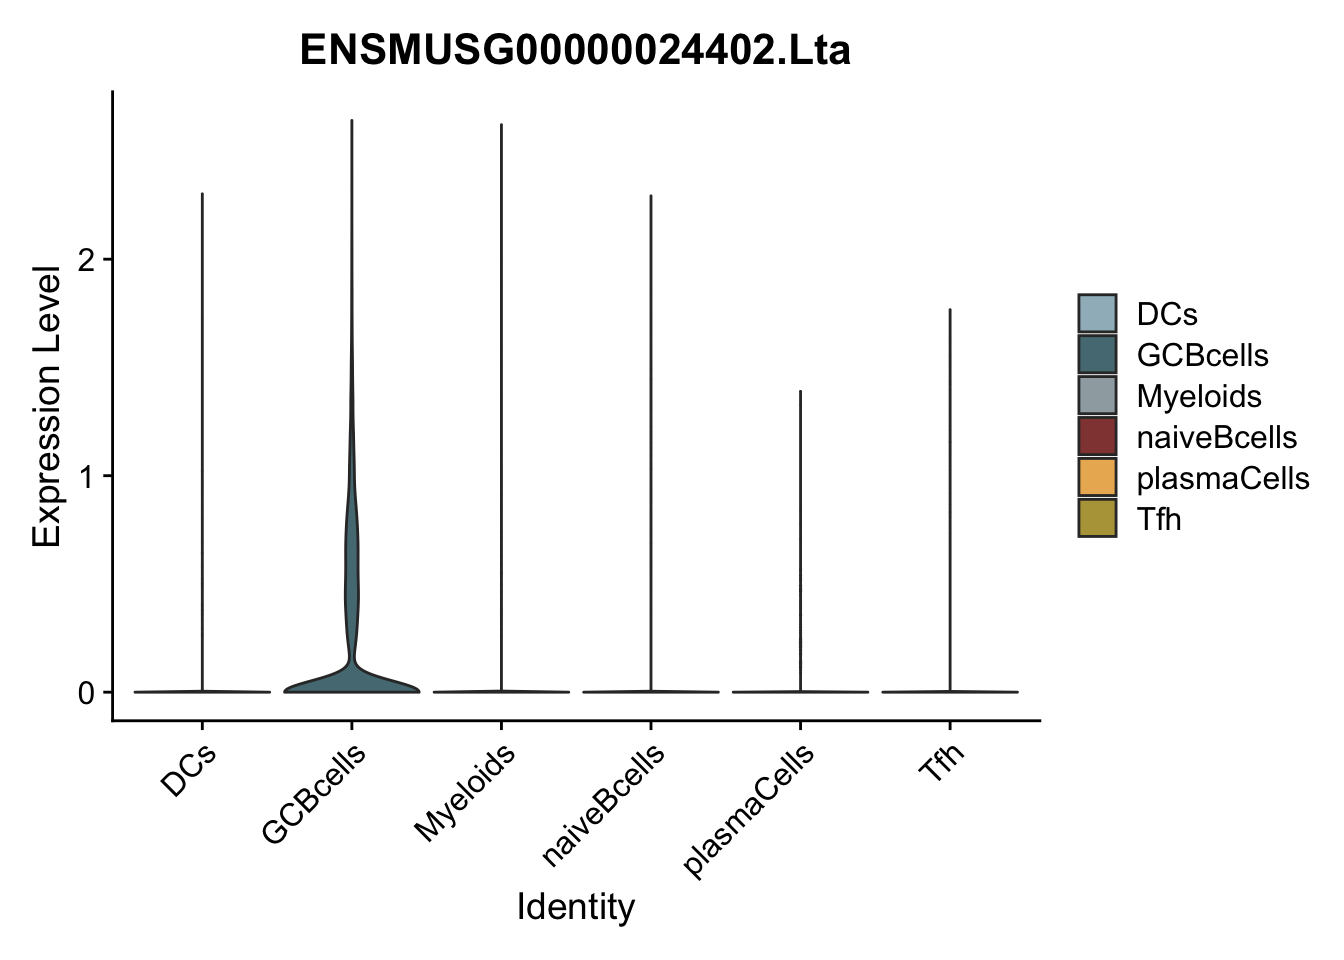 ENSMUSG00000024402.Lta
Expression Level
2
1
0
DCs
GCBcells
Myeloids
naiveBcells
plasmaCells
Tfh
Identity
DCs
GCBcells
Myeloids
naiveBcells
plasmaCells
Tfh